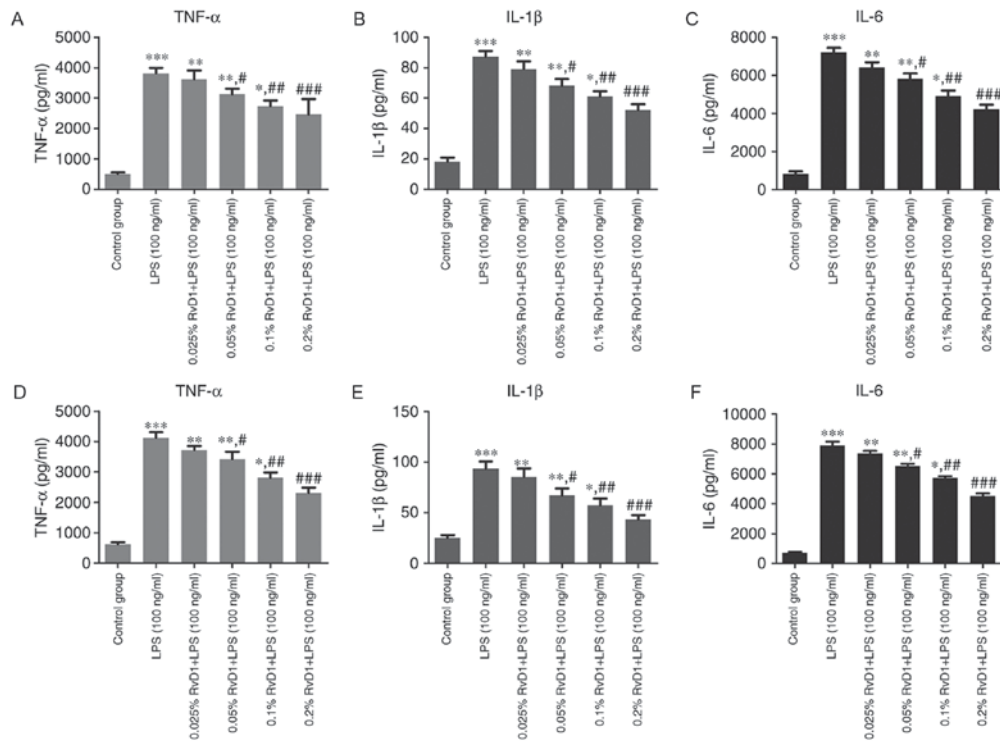 A
TNF-α
TNF-α (pg/ml)
5000
4000
3000
2000
1000
0
***
**
**,#
*,##
###
Control group
LPS (100 ng/ml)
0.025% RvD1+LPS (100 ng/ml)
0.05% RvD1+LPS (100 ng/ml)
0.1% RvD1+LPS (100 ng/ml)
0.2% RvD1+LPS (100 ng/ml)
B
IL-1β
IL-1β (pg/ml)
100
80
60
40
20
0
***
**
**,#
*,##
###
Control group
LPS (100 ng/ml)
0.025% RvD1+LPS (100 ng/ml)
0.05% RvD1+LPS (100 ng/ml)
0.1% RvD1+LPS (100 ng/ml)
0.2% RvD1+LPS (100 ng/ml)
C
IL-6
IL-6 (pg/ml)
8000
6000
4000
2000
0
***
**
**,#
*,##
###
Control group
LPS (100 ng/ml)
0.025% RvD1+LPS (100 ng/ml)
0.05% RvD1+LPS (100 ng/ml)
0.1% RvD1+LPS (100 ng/ml)
0.2% RvD1+LPS (100 ng/ml)
D
TNF-α
TNF-α (pg/ml)
5000
4000
3000
2000
1000
0
***
**
**,#
*,##
###
Control group
LPS (100 ng/ml)
0.025% RvD1+LPS (100 ng/ml)
0.05% RvD1+LPS (100 ng/ml)
0.1% RvD1+LPS (100 ng/ml)
0.2% RvD1+LPS (100 ng/ml)
E
IL-1β
IL-1β (pg/ml)
150
100
50
0
***
**
**,#
*,##
###
Control group
LPS (100 ng/ml)
0.025% RvD1+LPS (100 ng/ml)
0.05% RvD1+LPS (100 ng/ml)
0.1% RvD1+LPS (100 ng/ml)
0.2% RvD1+LPS (100 ng/ml)
F
IL-6
IL-6 (pg/ml)
10000
8000
6000
4000
2000
0
***
**
**,#
*,##
###
Control group
LPS (100 ng/ml)
0.025% RvD1+LPS (100 ng/ml)
0.05% RvD1+LPS (100 ng/ml)
0.1% RvD1+LPS (100 ng/ml)
0.2% RvD1+LPS (100 ng/ml)